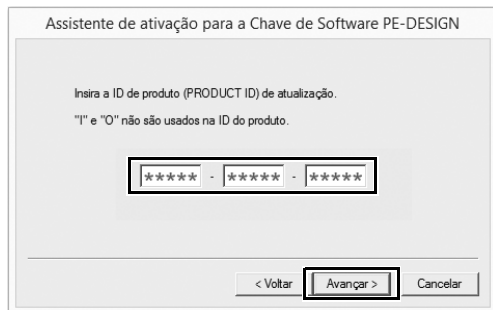 Assistente de ativação para a Chave de Software PE-DESIGN
Insira a ID de produto (PRODUCT ID) de atualização.
"I" e "O" não são usados na ID do produto.
***** - ***** - *****
< Voltar Avançar > Cancelar